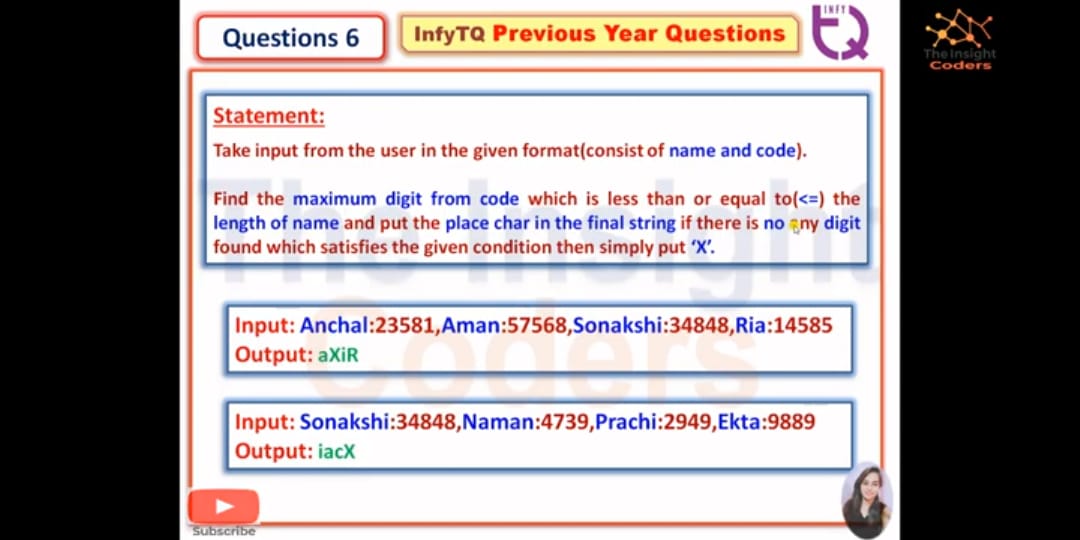 Questions 6
InfyTQ Previous Year Questions
INFY
TQ
The Insight
Coders
Statement:
Take input from the user in the given format(consist of name and code).
Find the maximum digit from code which is less than or equal to(<=) the
length of name and put the place char in the final string if there is no any digit
found which satisfies the given condition then simply put ‘X’.
The Insight
Coders
Input: Anchal:23581,Aman:57568,Sonakshi:34848,Ria:14585
Output: aXiR
Input: Sonakshi:34848,Naman:4739,Prachi:2949,Ekta:9889
Output: iacX
Subscribe